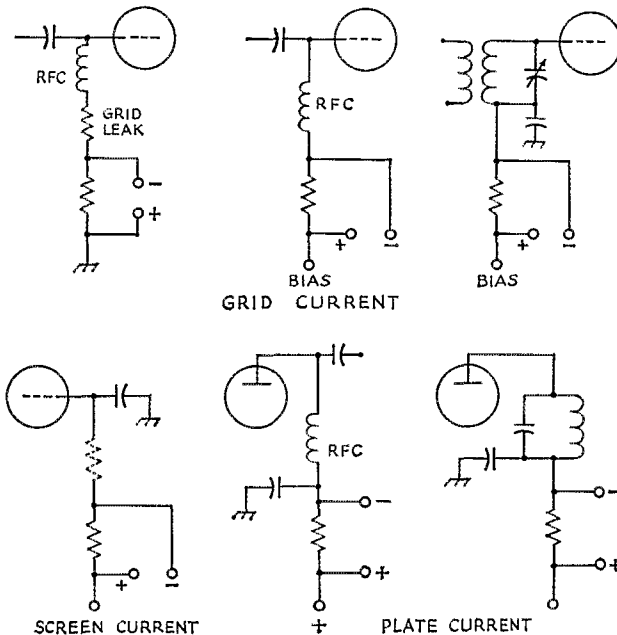 RFC
GRID
LEAK
−
+
RFC
+
−
BIAS
+
−
BIAS
GRID CURRENT
RFC
−
+
+
−
+
−
+
SCREEN CURRENT
PLATE CURRENT